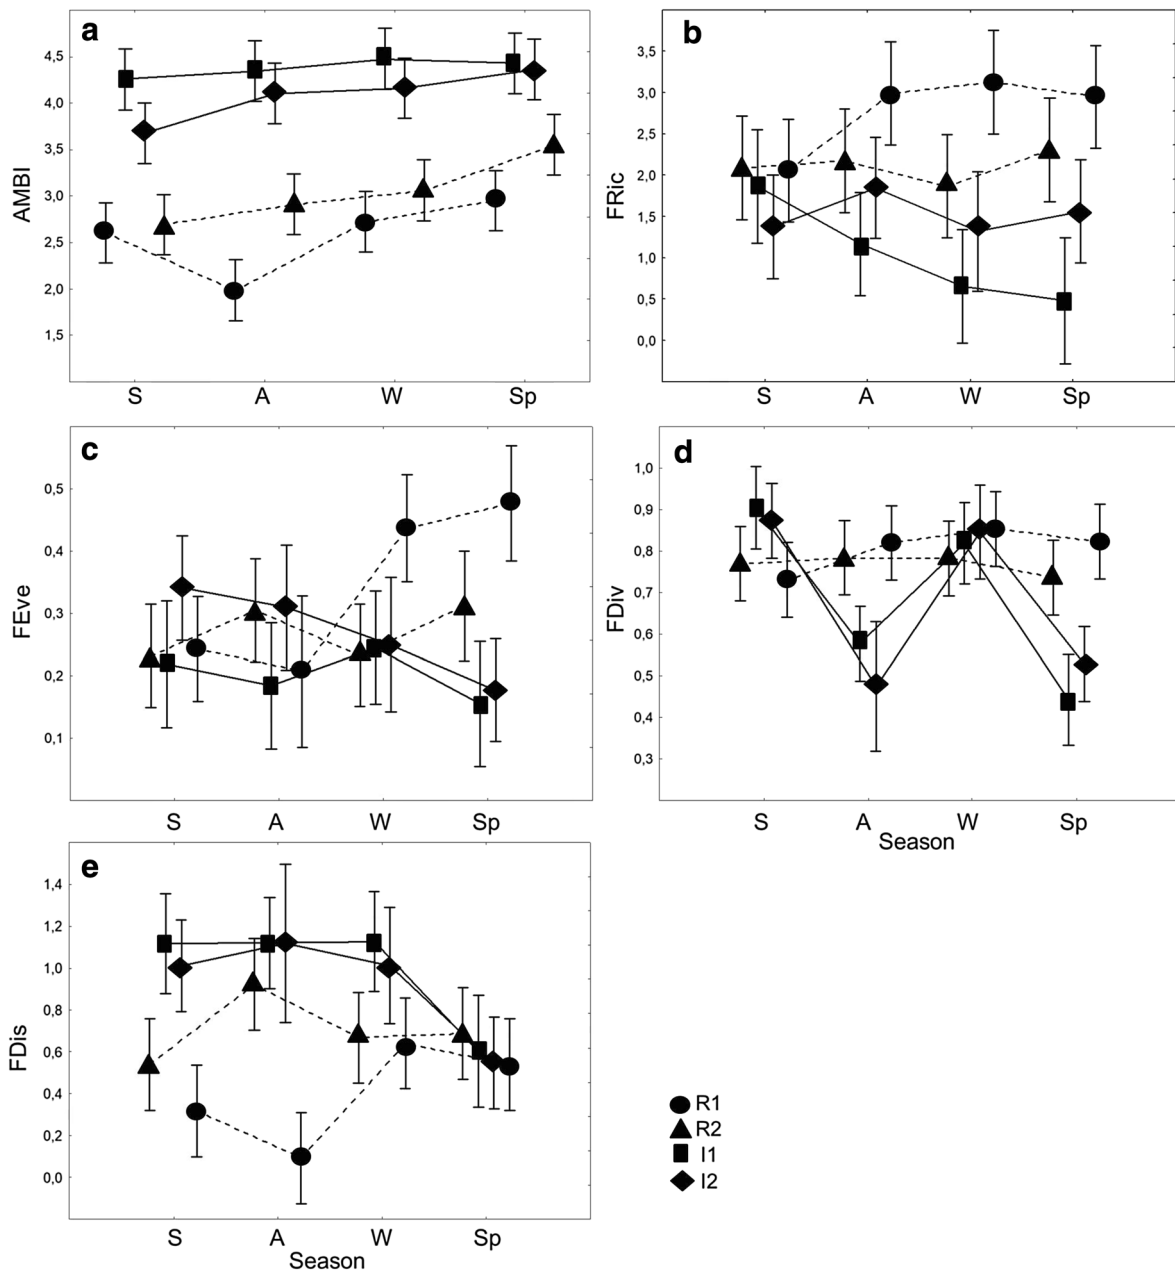 a
4,5
4,0
3,5
3,0
2,5
2,0
1,5
AMBI
S A W Sp
b
3,5
3,0
2,5
2,0
1,5
1,0
0,5
0,0
FRic
S A W Sp
c
0,5
0,4
0,3
0,2
0,1
FEve
S A W Sp
d
1,0
0,9
0,8
0,7
0,6
0,5
0,4
0,3
FDiv
S A W Sp
Season
e
1,4
1,2
1,0
0,8
0,6
0,4
0,2
0,0
FDis
S A W Sp
Season
R1
R2
I1
I2